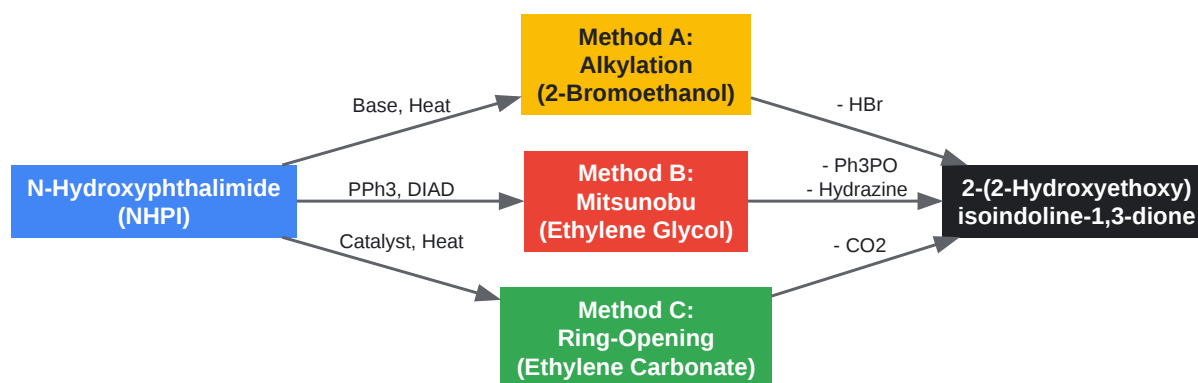 Method A:
Alkylation
(2-Bromoethanol)
Base, Heat
- HBr
N-Hydroxyphthalimide
(NHPI)
PPh3, DIAD
Method B:
Mitsunobu
(Ethylene Glycol)
- Ph3PO
- Hydrazine
2-(2-Hydroxyethoxy)
isoindoline-1,3-dione
Catalyst, Heat
- CO2
Method C:
Ring-Opening
(Ethylene Carbonate)